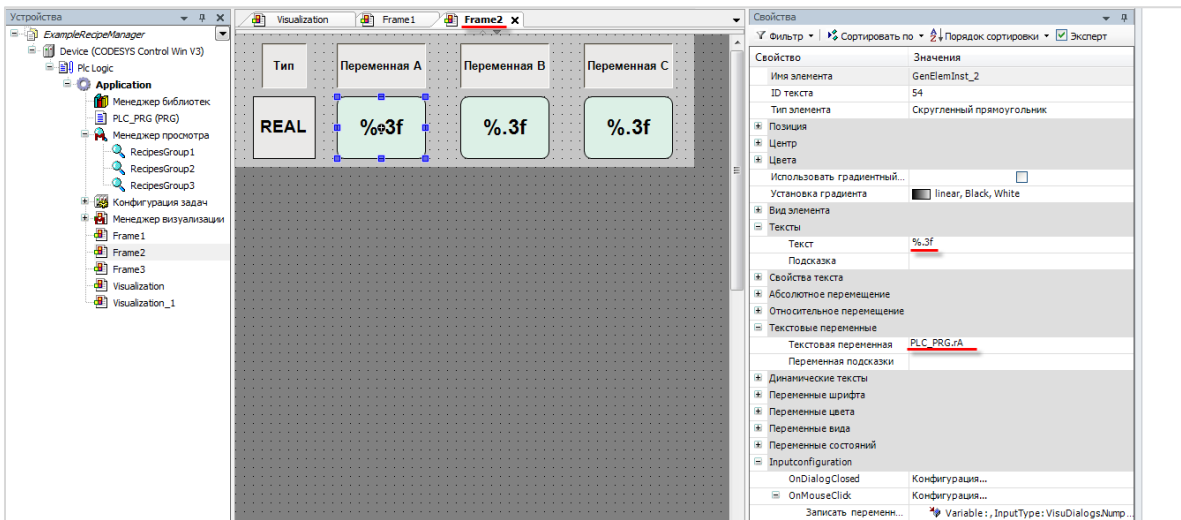 Устройства
ExampleRecipeManager
Device (CODESYS Control Win V3)
Plc Logic
Application
Менеджер библиотек
PLC_PRG (PRG)
Менеджер просмотра
RecipesGroup1
RecipesGroup2
RecipesGroup3
Конфигурация задач
Менеджер визуализации
Frame1
Frame2
Frame3
Visualization
Visualization_1
Visualization Frame1 Frame2 X
Тип Переменная A Переменная B Переменная C
REAL % 3f %.3f %.3f
Свойства
Фильтр Сортировать по Порядок сортировки Эксперт
Свойство Значения
Имя элемента GenElemInst_2
ID текста 54
Тип элемента Скругленный прямоугольник
Позиция
Центр
Цвета
Использовать градиентный...
Установка градиента linear, Black, White
Вид элемента
Тексты
Текст %.3f
Подсказка
Свойства текста
Абсолютное перемещение
Относительное перемещение
Текстовые переменные
Текстовая переменная PLC_PRG.rA
Переменная подсказки
Динамические тексты
Переменные шрифта
Переменные цвета
Переменные вида
Переменные состояний
Inputconfiguration
OnDialogClosed Конфигурация...
OnMouseClick Конфигурация...
Записать переменн... Variable: , InputType: VisuDialogs.Nump...